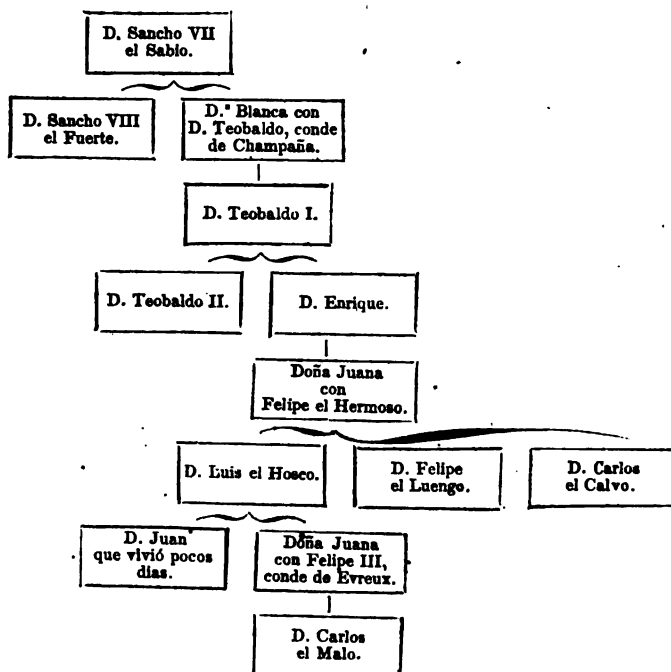 D. Sancho VII
el Sabio.
D. Sancho VIII
el Fuerte.
D.ª Blanca con
D. Teobaldo, conde
de Champaña.
D. Teobaldo I.
D. Teobaldo II.
D. Enrique.
Doña Juana
con
Felipe el Hermoso.
D. Luis el Hosco.
D. Felipe
el Luengo.
D. Carlos
el Calvo.
D. Juan
que vivió pocos
dias.
Doña Juana
con Felipe III,
conde de Evreux.
D. Carlos
el Malo.